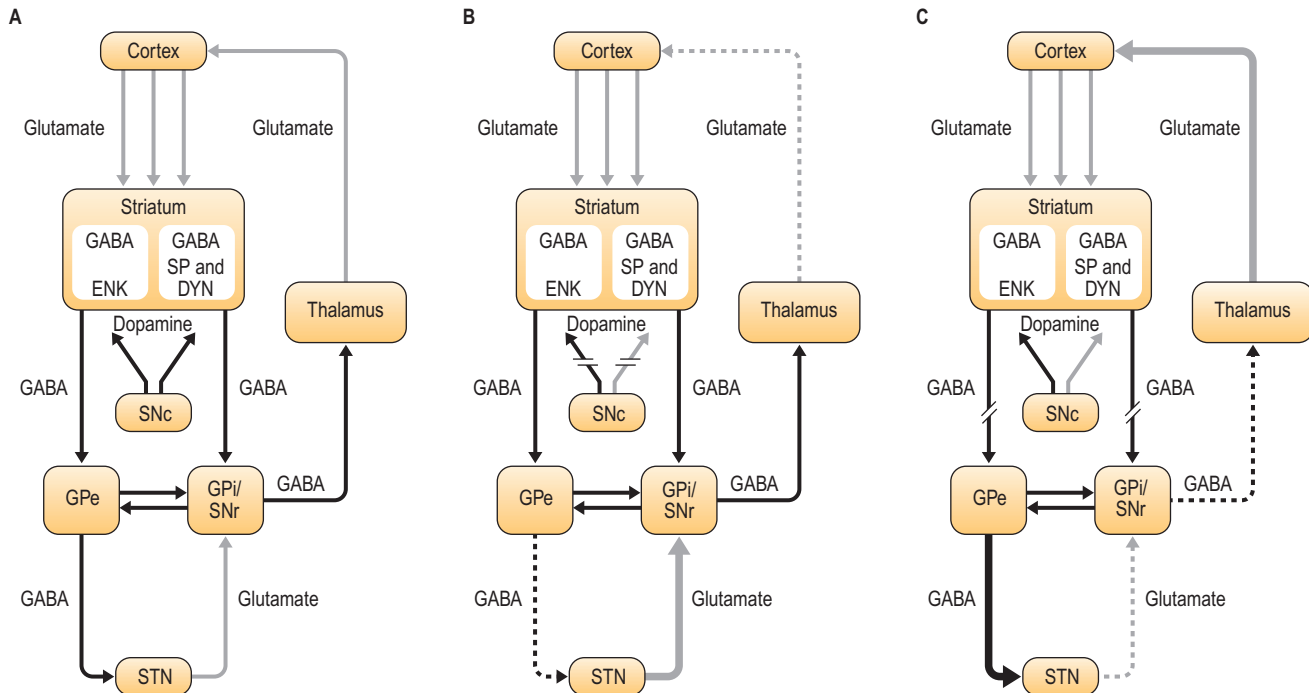 A
Cortex
Glutamate
Glutamate
Striatum
GABA
ENK
GABA
SP and
DYN
Thalamus
Dopamine
GABA
SNc
GABA
GPe
GPi/
SNr
GABA
GABA
Glutamate
STN
B
Cortex
Glutamate
Glutamate
Striatum
GABA
ENK
GABA
SP and
DYN
Thalamus
Dopamine
GABA
SNc
GABA
GPe
GPi/
SNr
GABA
GABA
Glutamate
STN
C
Cortex
Glutamate
Glutamate
Striatum
GABA
ENK
GABA
SP and
DYN
Thalamus
Dopamine
GABA
SNc
GABA
GPe
GPi/
SNr
GABA
GABA
Glutamate
STN